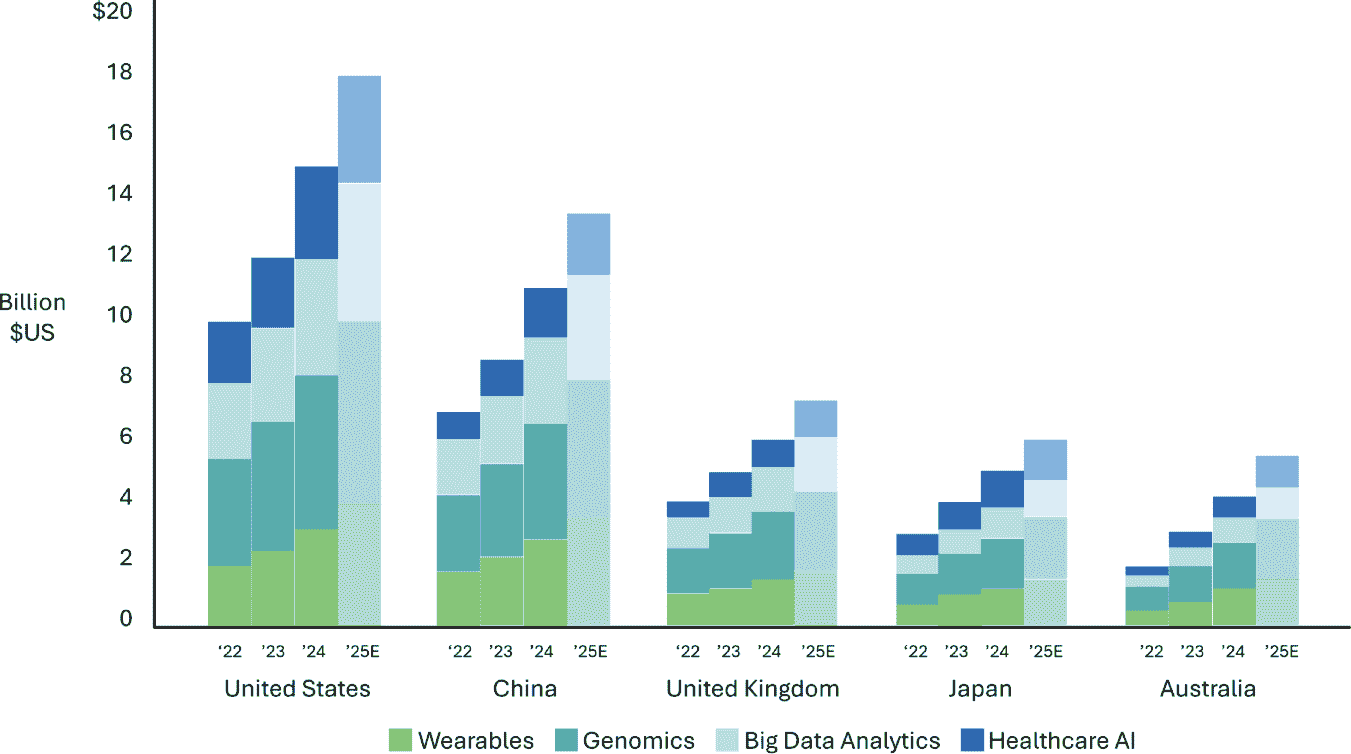 $20
18
16
14
12
10
8
6
4
2
0
Billion
$US
‘22 ’23 ’24 ’25E ‘22 ’23 ’24 ’25E ’22 ’23 ’24 ’25E ’22 ’23 ’24 ’25E ’22 ’23 ’24 ’25E
United States China United Kingdom Japan Australia
Wearables Genomics Big Data Analytics Healthcare AI